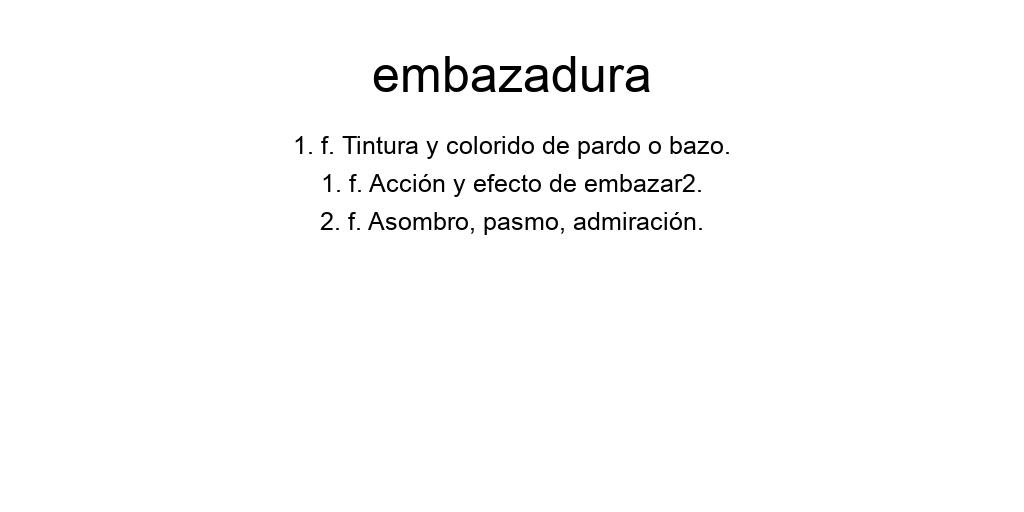 embazadura
1. f. Tintura y colorido de pardo o bazo.
1. f. Acción y efecto de embazar2.
2. f. Asombro, pasmo, admiración.